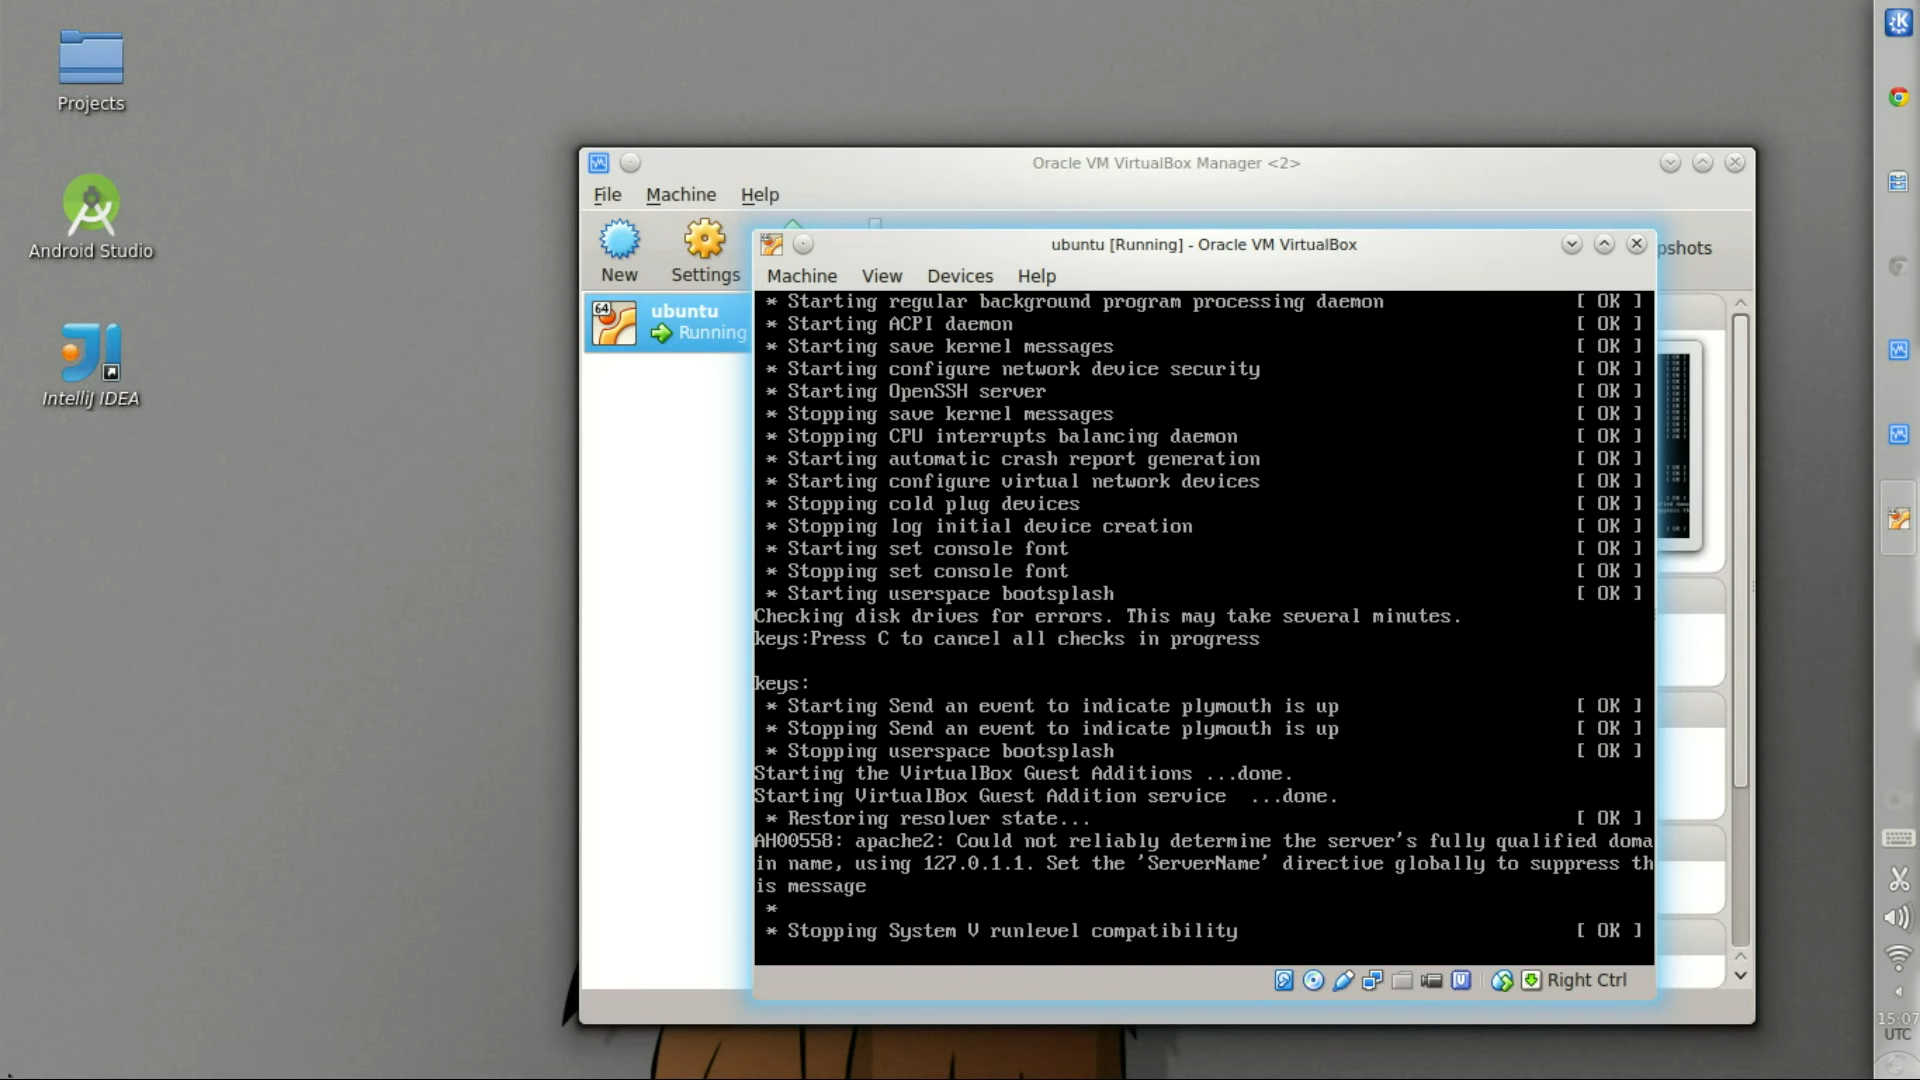 Projects
Android Studio
IntelliJ IDEA
Oracle VM VirtualBox Manager <2>
File Machine Help
New Settings
pshots
64
ubuntu
Running
ubuntu [Running] - Oracle VM VirtualBox
Machine View Devices Help
* Starting regular background program processing daemon [ OK ]
* Starting ACPI daemon [ OK ]
* Starting save kernel messages [ OK ]
* Starting configure network device security [ OK ]
* Starting OpenSSH server [ OK ]
* Stopping save kernel messages [ OK ]
* Stopping CPU interrupts balancing daemon [ OK ]
* Starting automatic crash report generation [ OK ]
* Starting configure virtual network devices [ OK ]
* Stopping cold plug devices [ OK ]
* Stopping log initial device creation [ OK ]
* Starting set console font [ OK ]
* Stopping set console font [ OK ]
* Starting userspace bootsplash [ OK ]
Checking disk drives for errors. This may take several minutes.
keys:Press C to cancel all checks in progress
keys:
* Starting Send an event to indicate plymouth is up [ OK ]
* Stopping Send an event to indicate plymouth is up [ OK ]
* Stopping userspace bootsplash [ OK ]
Starting the VirtualBox Guest Additions ...done.
Starting VirtualBox Guest Addition service ...done.
* Restoring resolver state... [ OK ]
AH00558: apache2: Could not reliably determine the server's fully qualified doma
in name, using 127.0.1.1. Set the 'ServerName' directive globally to suppress th
is message
*
* Stopping System V runlevel compatibility [ OK ]
Right Ctrl
15:07
UTC